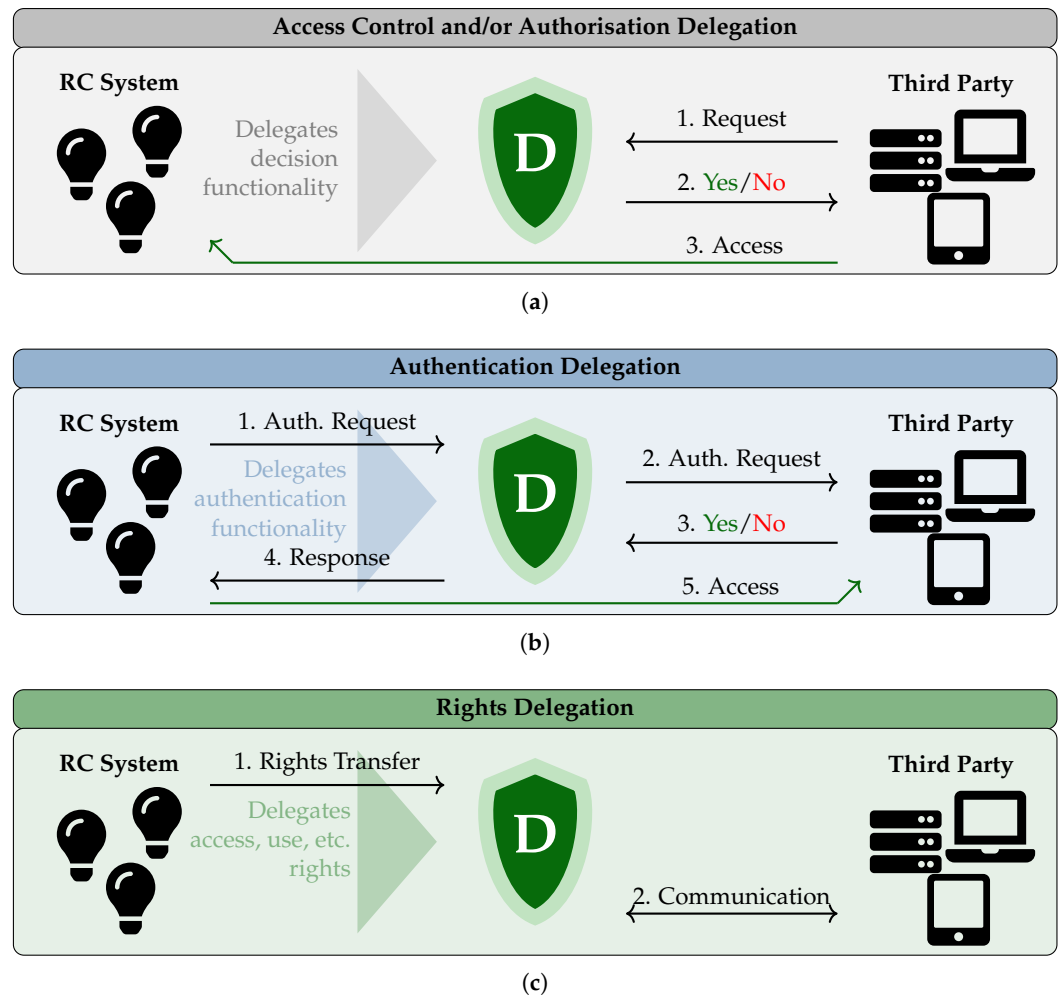 Access Control and/or Authorisation Delegation
RC System
Third Party
Delegates
decision
functionality
D
1. Request
2. Yes/No
3. Access
(a)
Authentication Delegation
RC System
Third Party
1. Auth. Request
Delegates
authentication
functionality
4. Response
D
2. Auth. Request
3. Yes/No
5. Access
(b)
Rights Delegation
RC System
Third Party
1. Rights Transfer
Delegates
access, use, etc.
rights
D
2. Communication
(c)